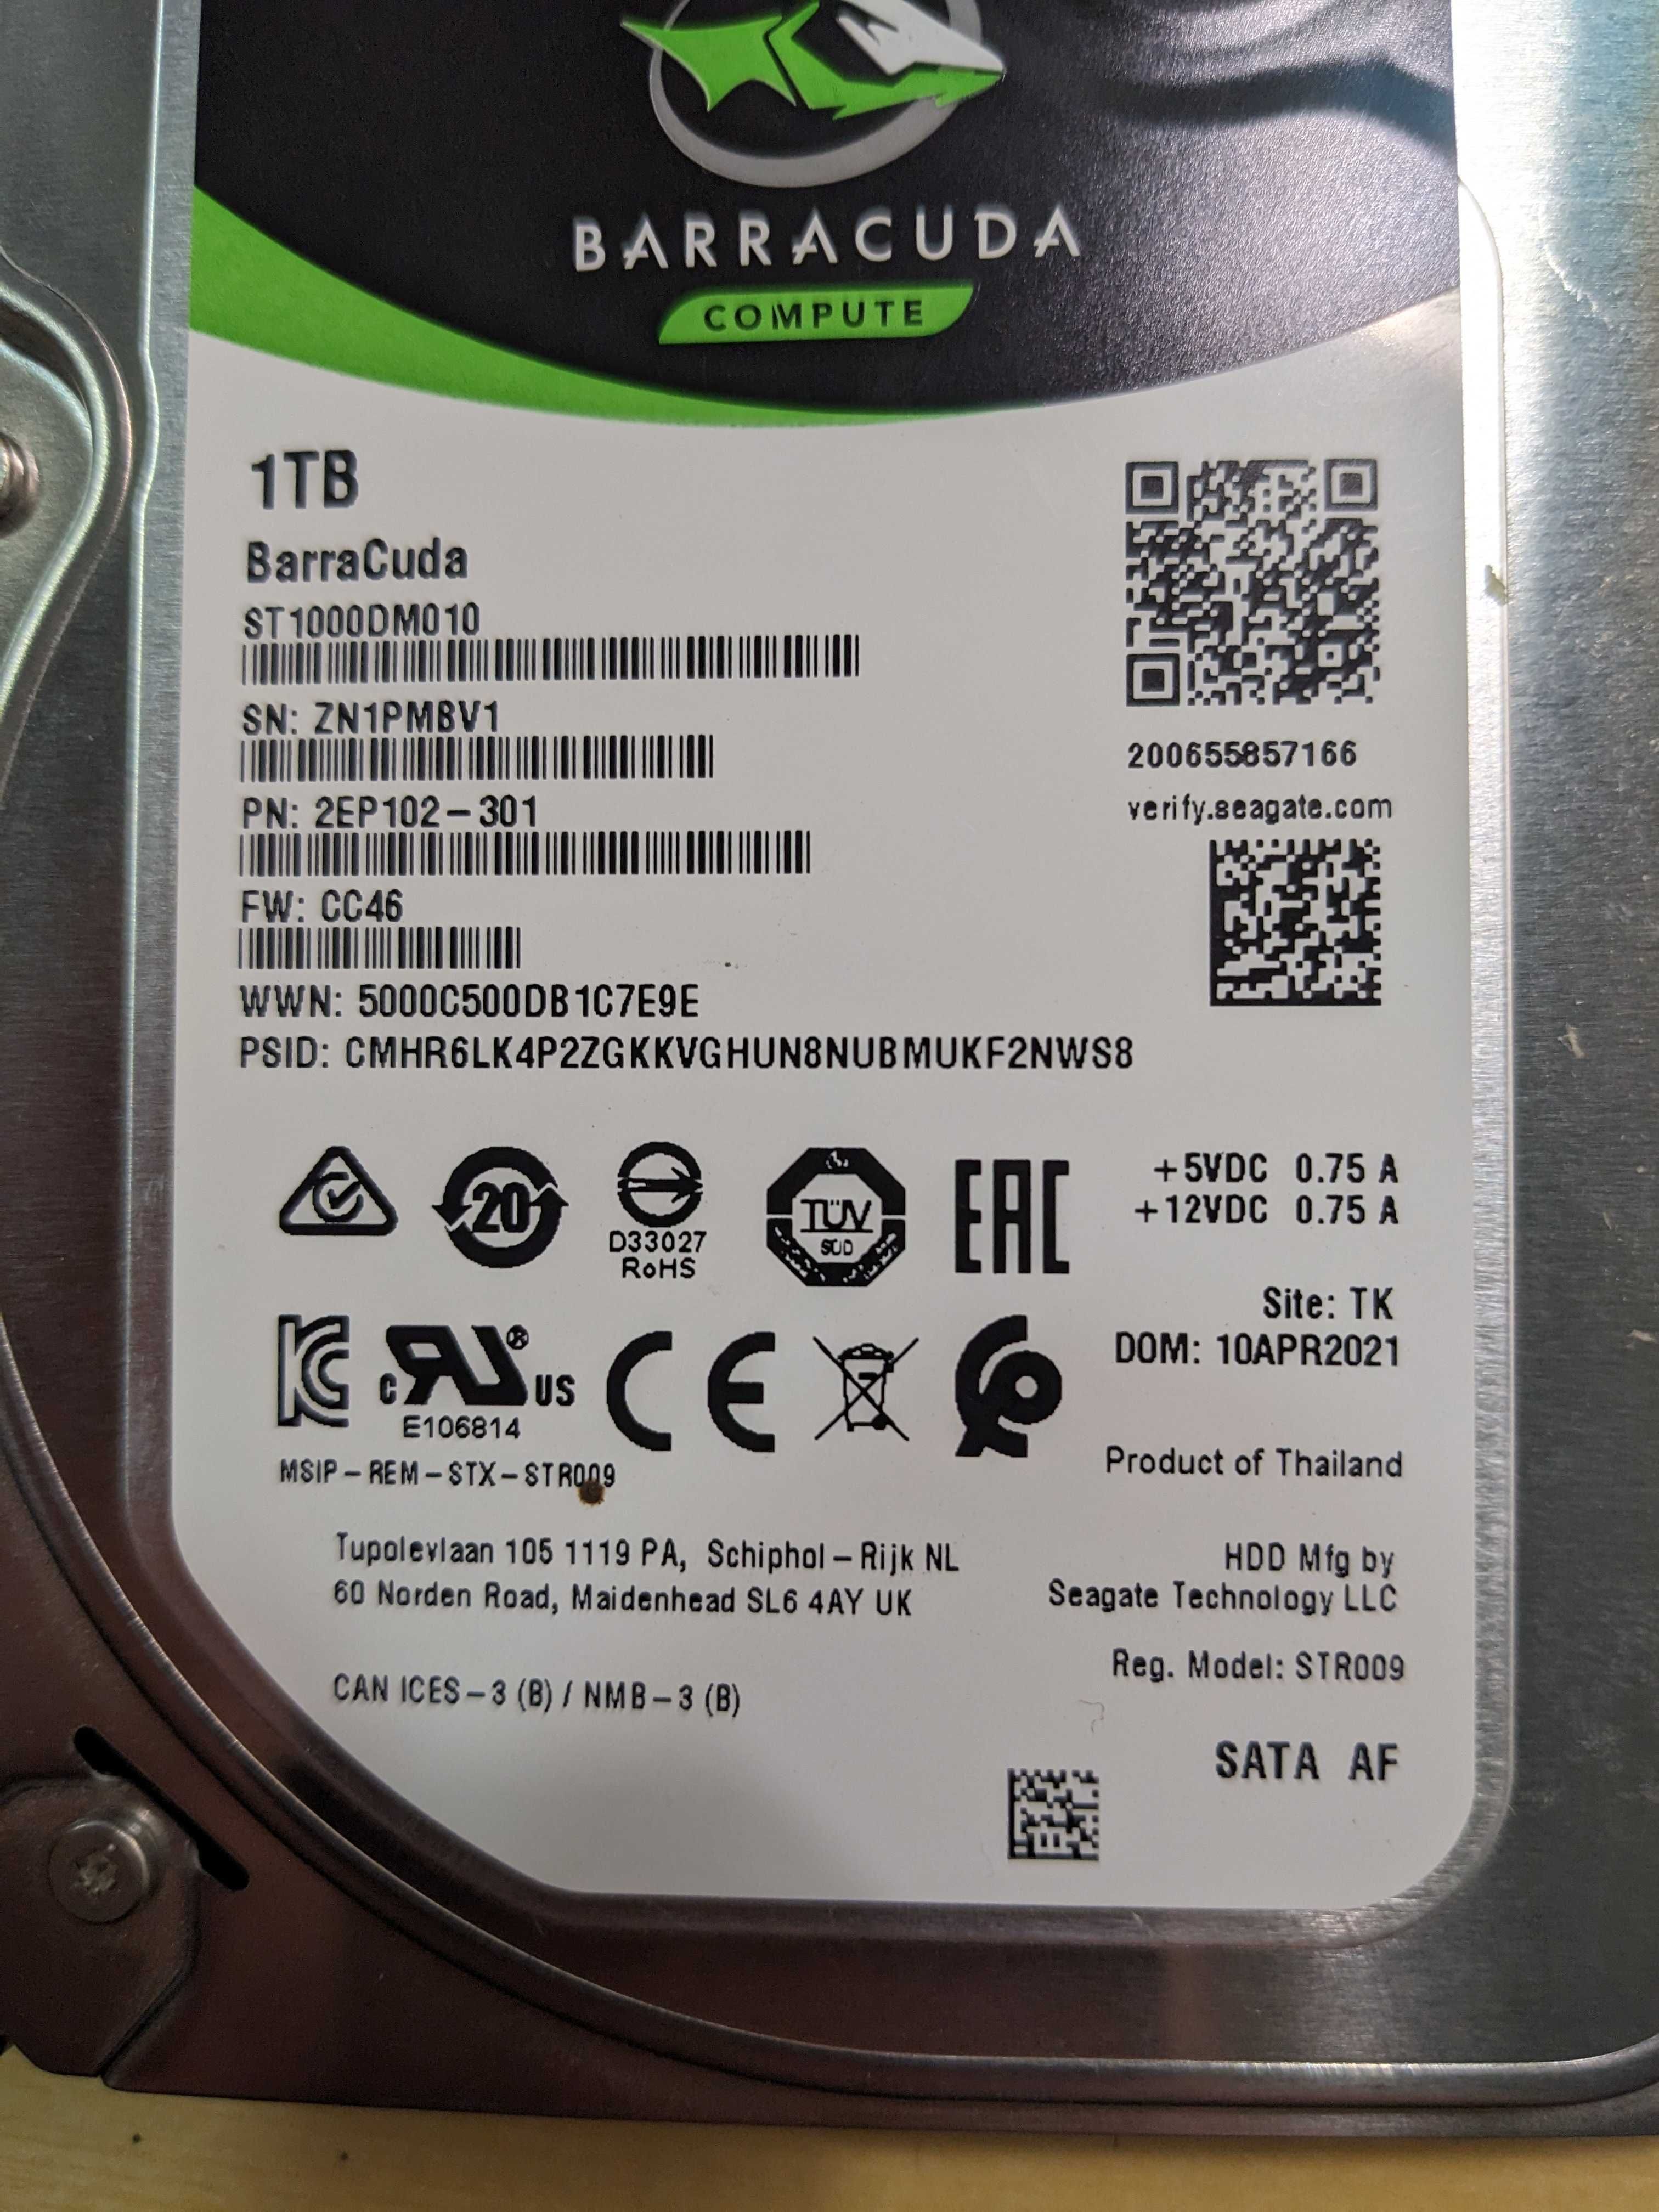 BARRACUDA
COMPUTE
1TB
BarraCuda
ST1000DM010
SN: ZN1PMBV1
PN: 2EP102-301
FW: CC46
WWN: 5000C500DB1C7E9E
PSID: CMHR6LK4P2ZGKKVGHUN8NUBMUKF2NWS8
200655857166
verify.seagate.com
20
D33027
RoHS
TÜV
SÜD
EAC
+5VDC 0.75 A
+12VDC 0.75 A
Site: TK
DOM: 10APR2021
KC
c RU ® US
E106814
CE
MSIP-REM-STX-STR009
Product of Thailand
Tupolevlaan 105 1119 PA, Schiphol-Rijk NL
60 Norden Road, Maidenhead SL6 4AY UK
HDD Mfg by
Seagate Technology LLC
Reg. Model: STR009
CAN ICES-3 (B) / NMB-3 (B)
SATA AF